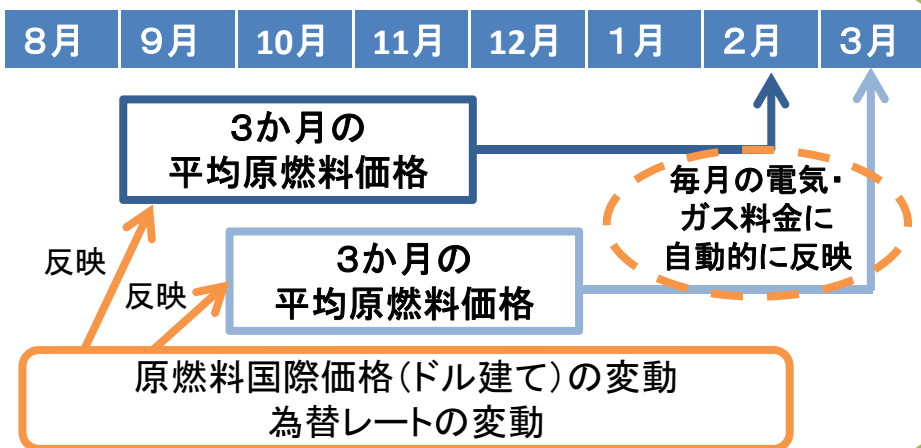 8月 9月 10月 11月 12月 1月 2月 3月
3か月の
平均原燃料価格
毎月の電気・
ガス料金に
自動的に反映
反映
3か月の
平均原燃料価格
反映
原燃料国際価格(ドル建て)の変動
為替レートの変動